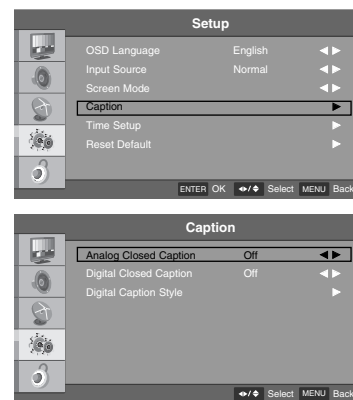 Setup
OSD Language English
Input Source Normal
Screen Mode
Caption
Time Setup
Reset Default
ENTER OK Select MENU Back
Caption
Analog Closed Caption Off
Digital Closed Caption Off
Digital Caption Style
Select MENU Back